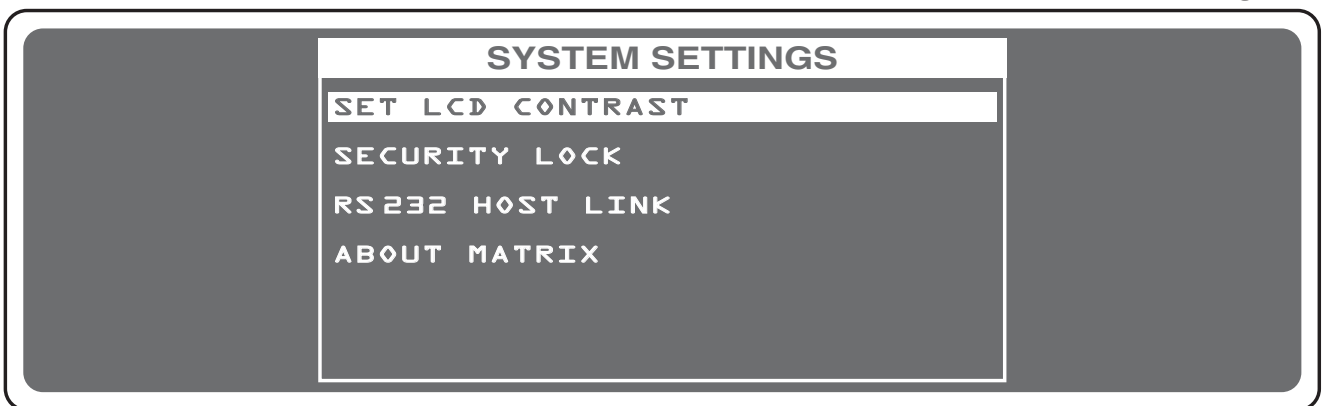 SYSTEM SETTINGS
SET LCD CONTRAST
SECURITY LOCK
RS232 HOST LINK
ABOUT MATRIX